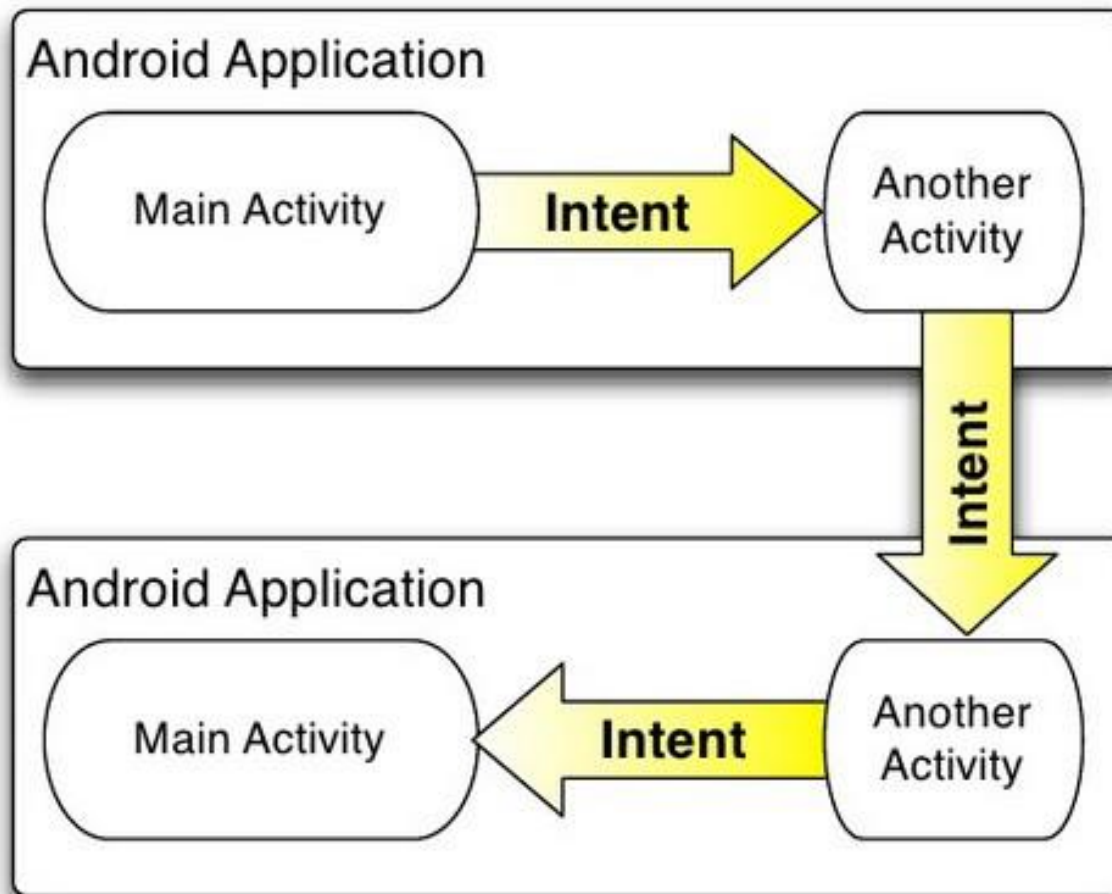 Android Application
Main Activity
Intent
Another
Activity
Intent
Android Application
Main Activity
Intent
Another
Activity